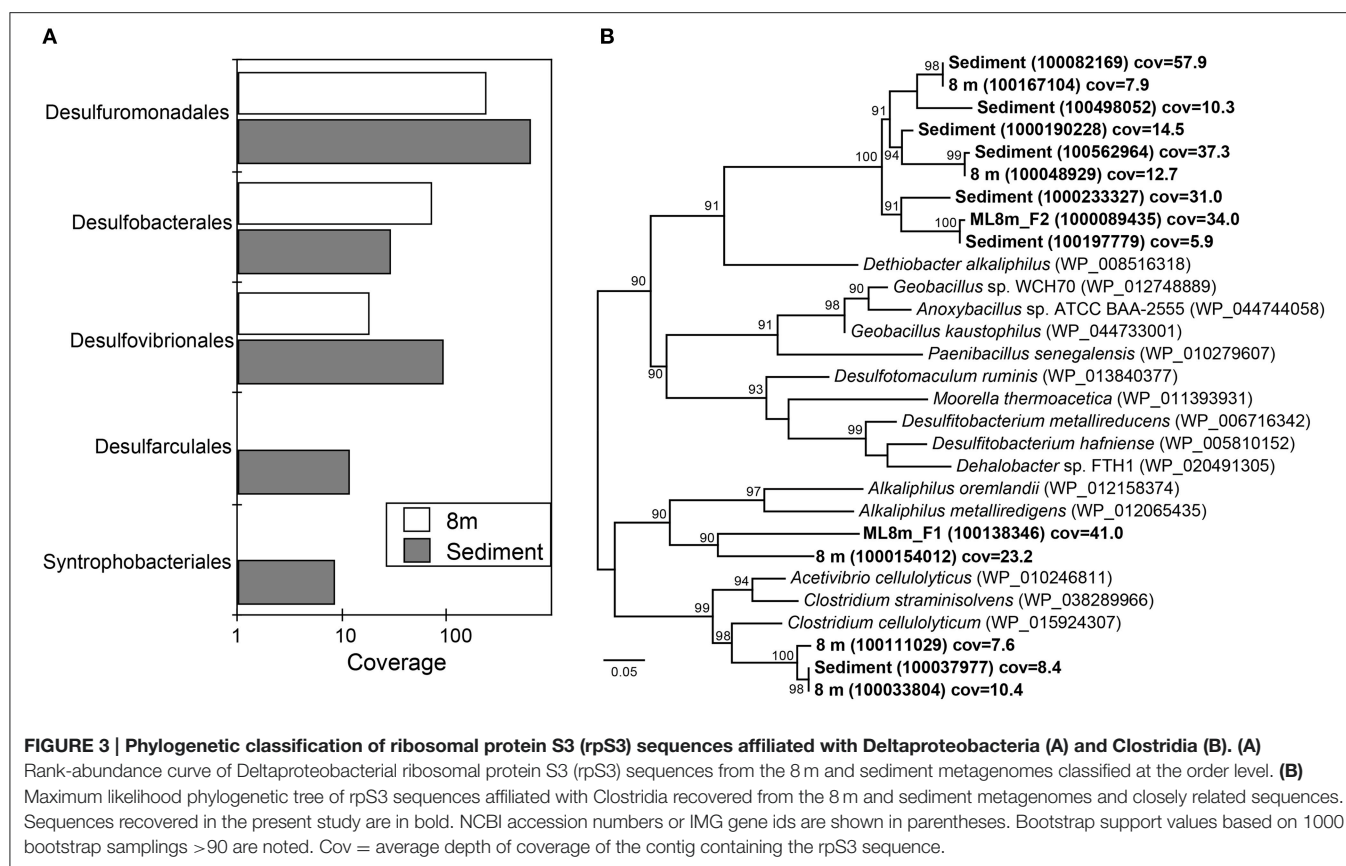 A
Desulfuromonadales
Desulfobacterales
Desulfovibrionales
Desulfarculales
Syntrophobacteriales
8m
Sediment
1
10
100
Coverage
B
98
Sediment (100082169) cov=57.9
8 m (100167104) cov=7.9
91
Sediment (100498052) cov=10.3
Sediment (1000190228) cov=14.5
100
94
99
Sediment (100562964) cov=37.3
8 m (100048929) cov=12.7
91
Sediment (1000233327) cov=31.0
91
100
ML8m_F2 (1000089435) cov=34.0
Sediment (100197779) cov=5.9
Dethiobacter alkaliphilus (WP_008516318)
90
90
Geobacillus sp. WCH70 (WP_012748889)
98
Anoxybacillus sp. ATCC BAA-2555 (WP_044744058)
91
Geobacillus kaustophilus (WP_044733001)
Paenibacillus senegalensis (WP_010279607)
90
93
Desulfotomaculum ruminis (WP_013840377)
Moorella thermoacetica (WP_011393931)
99
Desulfitobacterium metallireducens (WP_006716342)
Desulfitobacterium hafniense (WP_005810152)
Dehalobacter sp. FTH1 (WP_020491305)
97
Alkaliphilus oremlandii (WP_012158374)
90
Alkaliphilus metalliredigens (WP_012065435)
90
ML8m_F1 (100138346) cov=41.0
8 m (1000154012) cov=23.2
94
Acetivibrio cellulolyticus (WP_010246811)
99
Clostridium straminisolvens (WP_038289966)
98
Clostridium cellulolyticum (WP_015924307)
100
8 m (100111029) cov=7.6
Sediment (100037977) cov=8.4
98
8 m (100033804) cov=10.4
0.05
FIGURE 3 | Phylogenetic classification of ribosomal protein S3 (rpS3) sequences affiliated with Deltaproteobacteria (A) and Clostridia (B). (A)
Rank-abundance curve of Deltaproteobacterial ribosomal protein S3 (rpS3) sequences from the 8 m and sediment metagenomes classified at the order level. (B)
Maximum likelihood phylogenetic tree of rpS3 sequences affiliated with Clostridia recovered from the 8 m and sediment metagenomes and closely related sequences.
Sequences recovered in the present study are in bold. NCBI accession numbers or IMG gene ids are shown in parentheses. Bootstrap support values based on 1000
bootstrap samplings >90 are noted. Cov = average depth of coverage of the contig containing the rpS3 sequence.